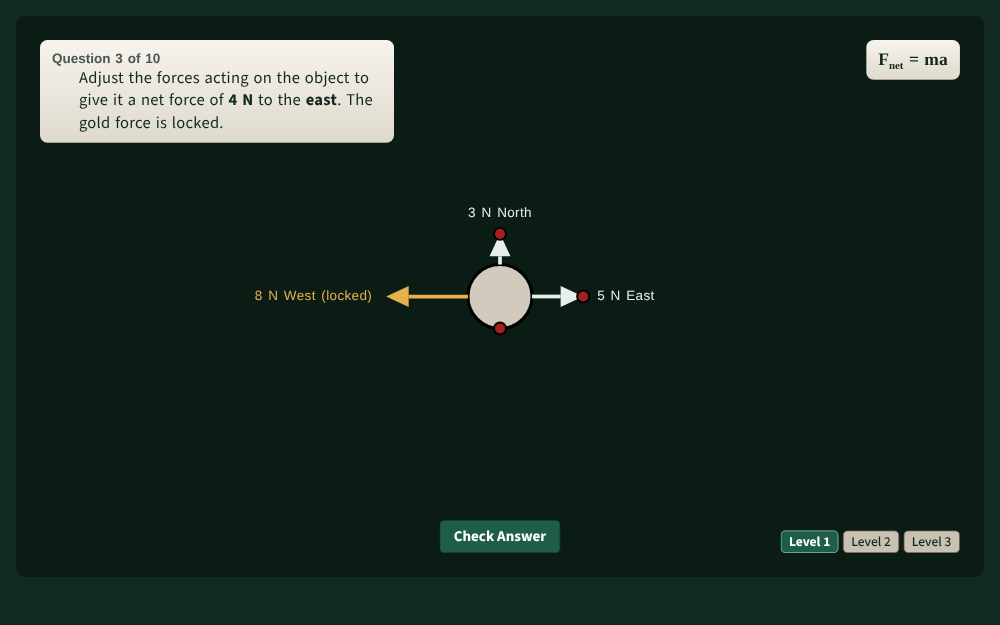 Question 3 of 10
Adjust the forces acting on the object to
give it a net force of 4 N to the east. The
gold force is locked.
Fnet = ma
3 N North
8 N West (locked)
5 N East
Check Answer
Level 1
Level 2
Level 3